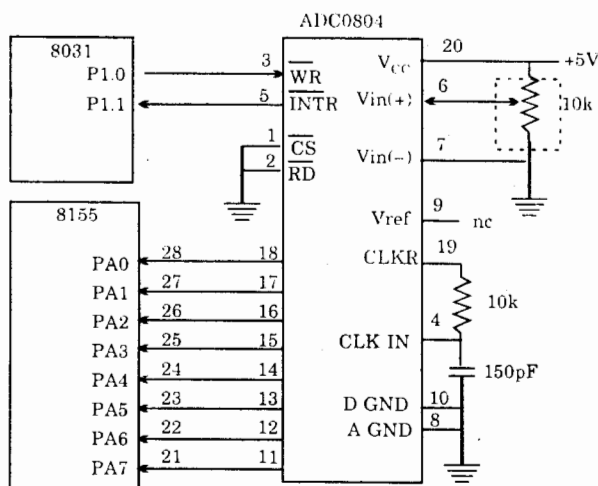 ADC0804
8031
P1.0
P1.1
3
5
1
2
WR
INTR
CS
RD
VCC
20
+5V
Vin(+)
6
10k
Vin(-)
7
Vref
9
nc
CLKR
19
10k
CLK IN
4
150pF
D GND
10
A GND
8
8155
PA0 28 18
PA1 27 17
PA2 26 16
PA3 25 15
PA4 24 14
PA5 23 13
PA6 22 12
PA7 21 11